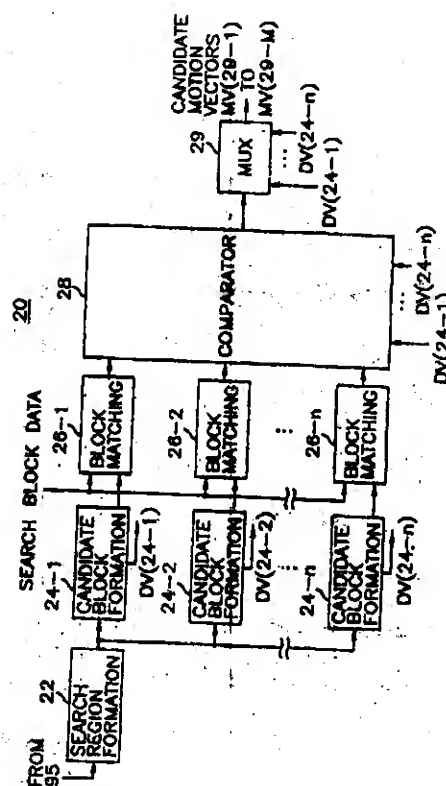 20
FROM
95
22
SEARCH
REGION
FORMATION
SEARCH BLOCK DATA
24-1
CANDIDATE
BLOCK
FORMATION
DV(24-1)
24-2
CANDIDATE
BLOCK
FORMATION
DV(24-2)
24-n
CANDIDATE
BLOCK
FORMATION
DV(24-n)
26-1
BLOCK
MATCHING
26-2
BLOCK
MATCHING
26-n
BLOCK
MATCHING
28
COMPARATOR
DV(24-1)
DV(24-n)
29
MUX
DV(24-1)
DV(24-n)
CANDIDATE
MOTION
VECTORS
MV(29-1)
TO
MV(29-M)